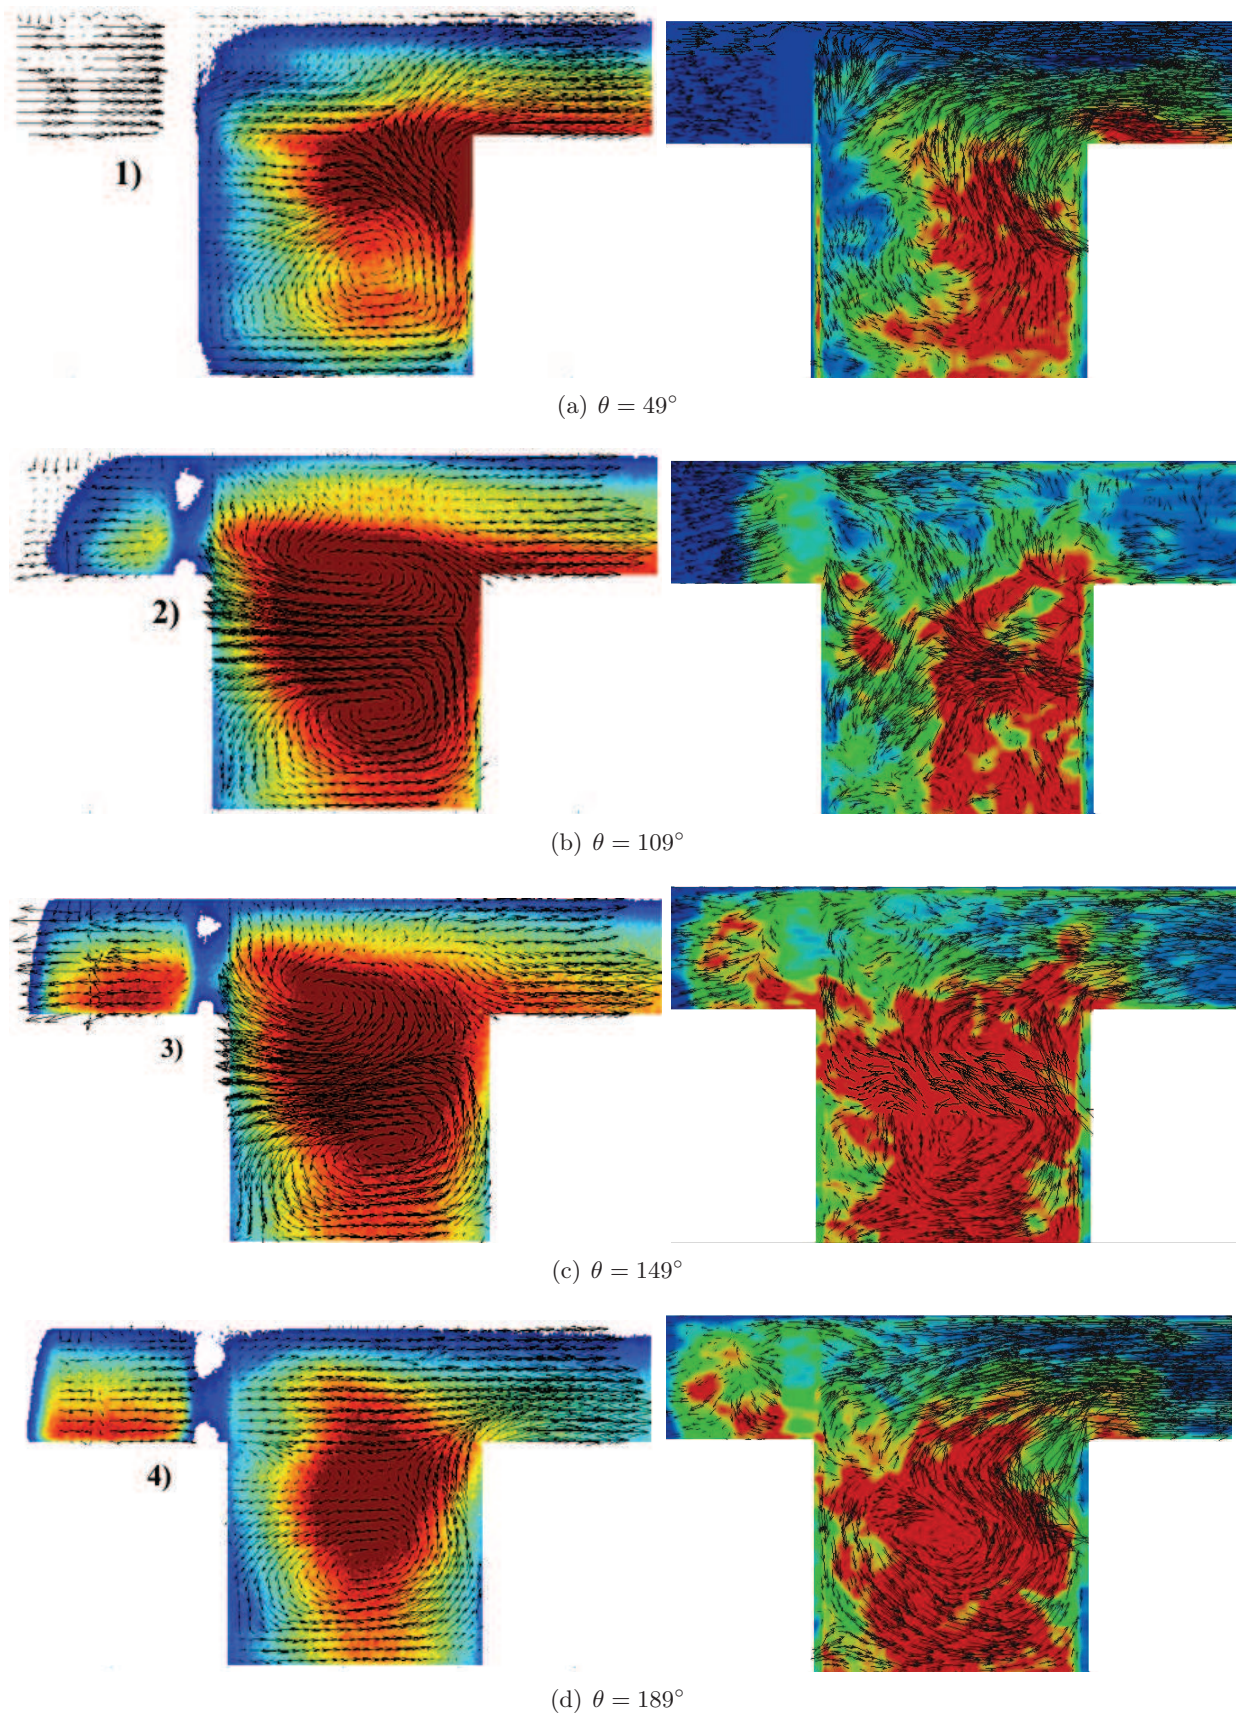 1)
(a) θ = 49°
2)
(b) θ = 109°
3)
(c) θ = 149°
4)
(d) θ = 189°